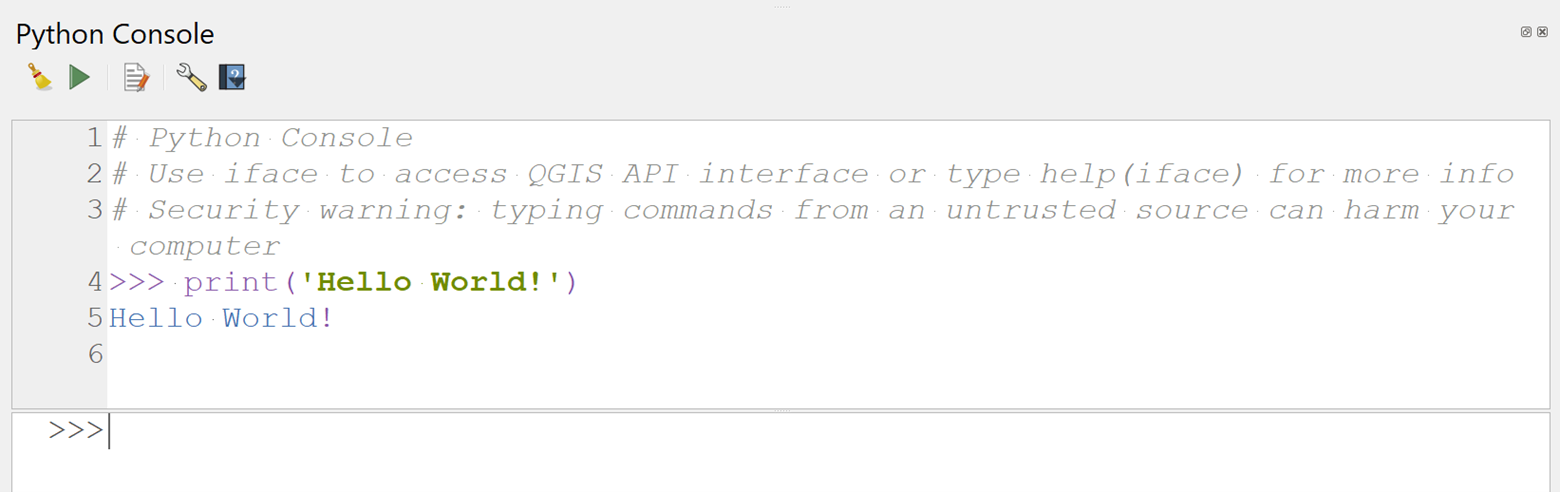 Python Console
1 # Python Console
2 # Use iface to access QGIS API interface or type help(iface) for more info
3 # Security warning: typing commands from an untrusted source can harm your
computer
4 >>> print('Hello World!')
5 Hello World!
6
>>>